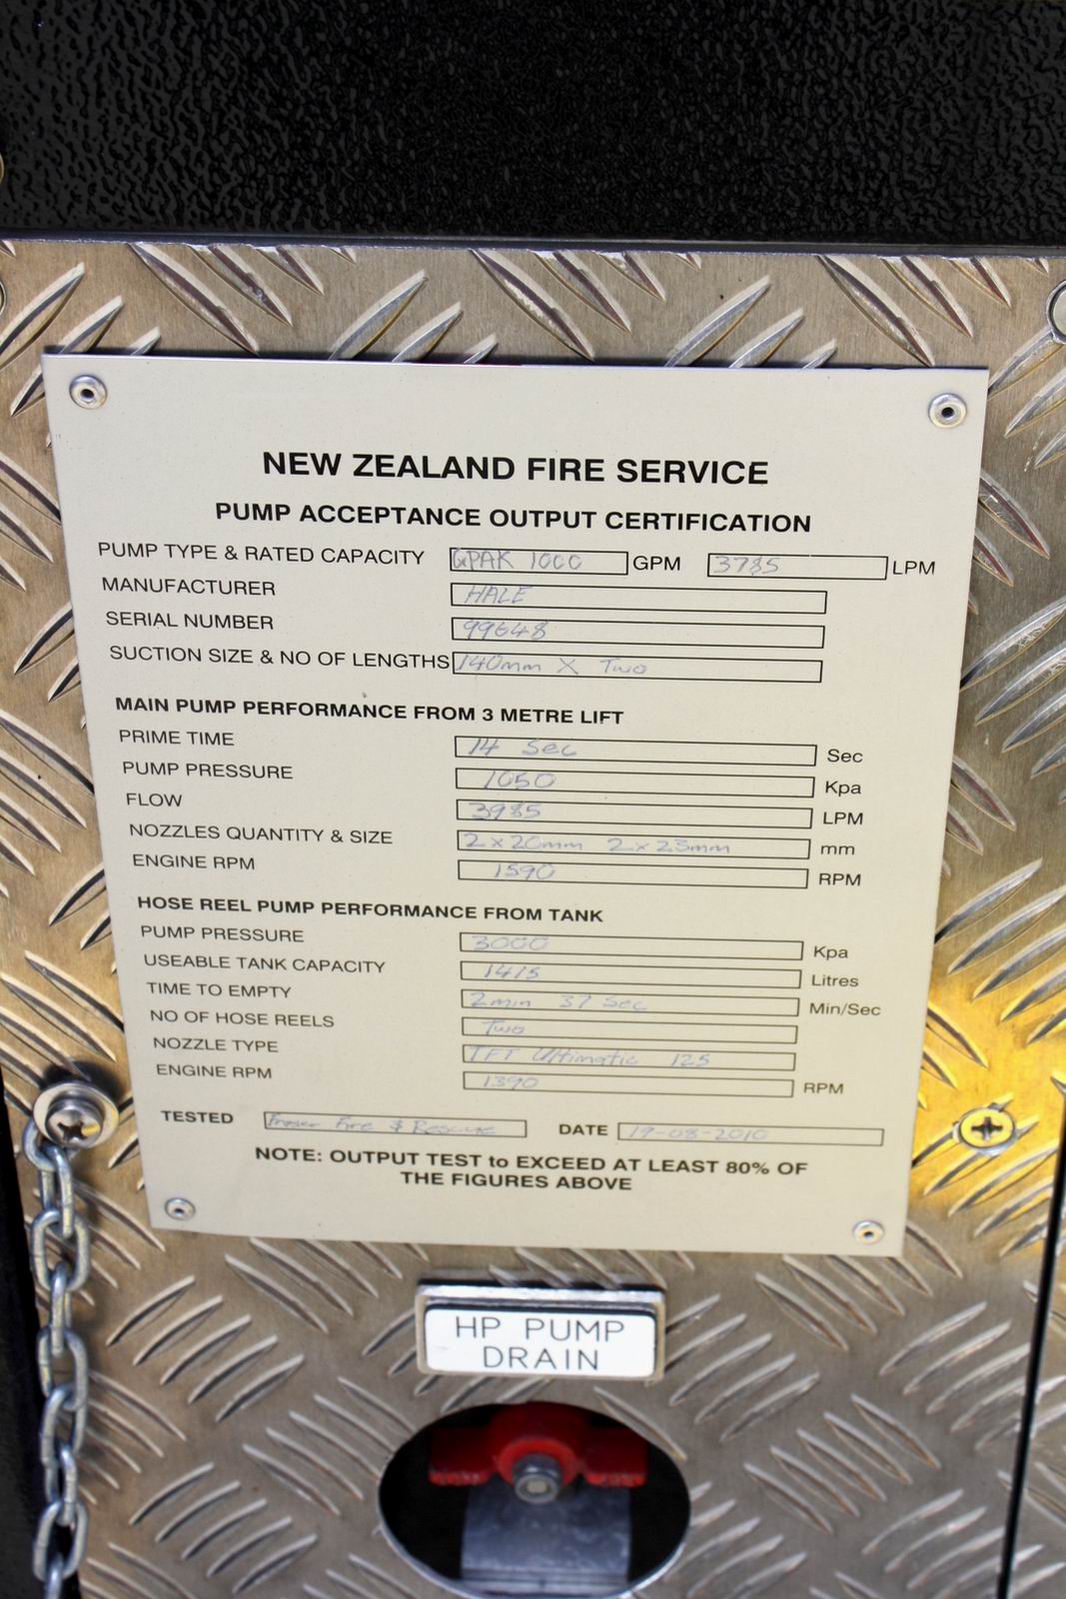 NEW ZEALAND FIRE SERVICE
PUMP ACCEPTANCE OUTPUT CERTIFICATION
PUMP TYPE & RATED CAPACITY QPAK 1000 GPM 3785 LPM
MANUFACTURER HALE
SERIAL NUMBER 99648
SUCTION SIZE & NO OF LENGTHS 140mm X Two
MAIN PUMP PERFORMANCE FROM 3 METRE LIFT
PRIME TIME 14 Sec Sec
PUMP PRESSURE 1050 Kpa
FLOW 3985 LPM
NOZZLES QUANTITY & SIZE 2x20mm 2x23mm mm
ENGINE RPM 1590 RPM
HOSE REEL PUMP PERFORMANCE FROM TANK
PUMP PRESSURE 3000 Kpa
USEABLE TANK CAPACITY 1415 Litres
TIME TO EMPTY 2min 37 Sec Min/Sec
NO OF HOSE REELS Two
NOZZLE TYPE TFT Ultimatic 125
ENGINE RPM 1390 RPM
TESTED Fraser Fire & Rescue DATE 19-08-2010
NOTE: OUTPUT TEST to EXCEED AT LEAST 80% OF
THE FIGURES ABOVE
HP PUMP
DRAIN